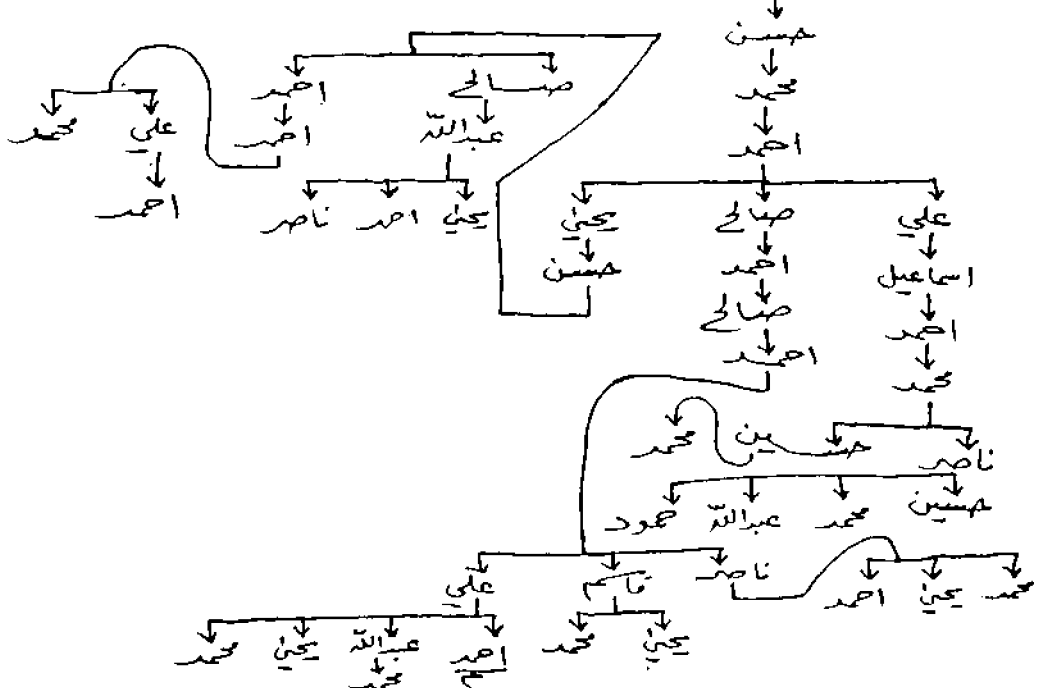 حسن
محمد
احمد
علي صالح يحيى
اسماعيل احمد حسن
احمد صالح
محمد احمد
صالح احمد
عبدالله احمد
يحيى احمد ناصر
علي محمد
احمد
ناصر حسين محمد
حسين محمد عبدالله حمود
ناصر قاسم علي
محمد يحيى احمد
يحيى محمد
احمد عبدالله يحيى محمد
محمد